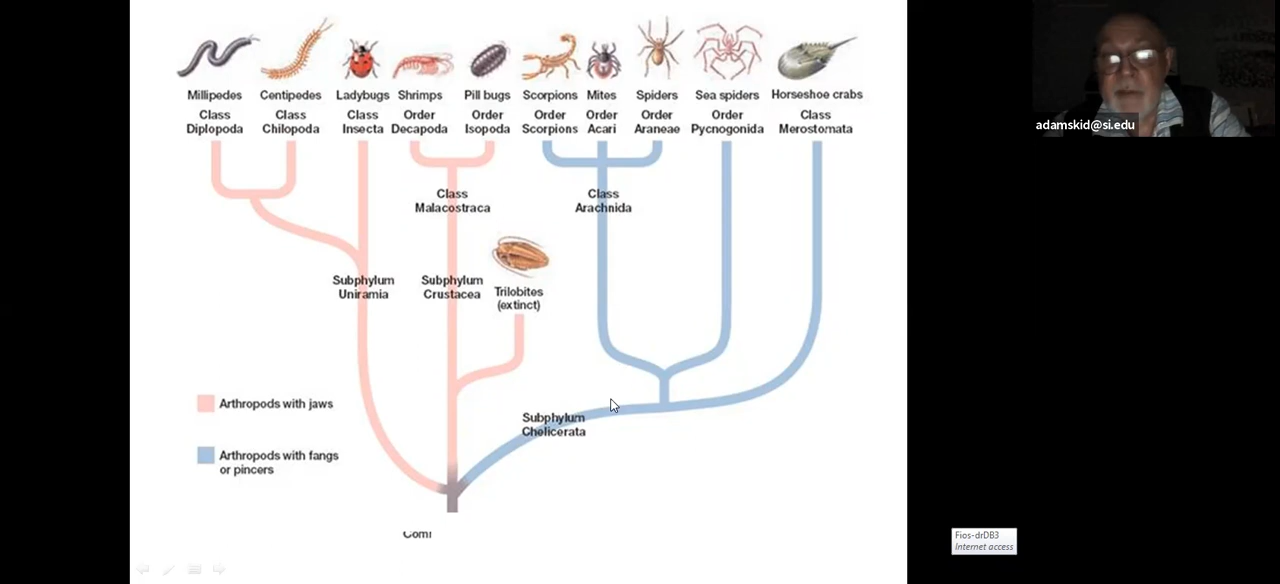 Millipedes
Centipedes
Ladybugs
Shrimps
Pill bugs
Scorpions
Mites
Spiders
Sea spiders
Horseshoe crabs
Class
Diplopoda
Class
Chilopoda
Class
Insecta
Order
Decapoda
Order
Isopoda
Order
Scorpions
Order
Acari
Order
Araneae
Order
Pycnogonida
Class
Merostomata
Class
Malacostraca
Class
Arachnida
Subphylum
Uniramia
Subphylum
Crustacea
Trilobites
(extinct)
Arthropods with jaws
Subphylum
Chelicerata
Arthropods with fangs
or pincers
adamskid@si.edu
Fios-drDB3
Internet access